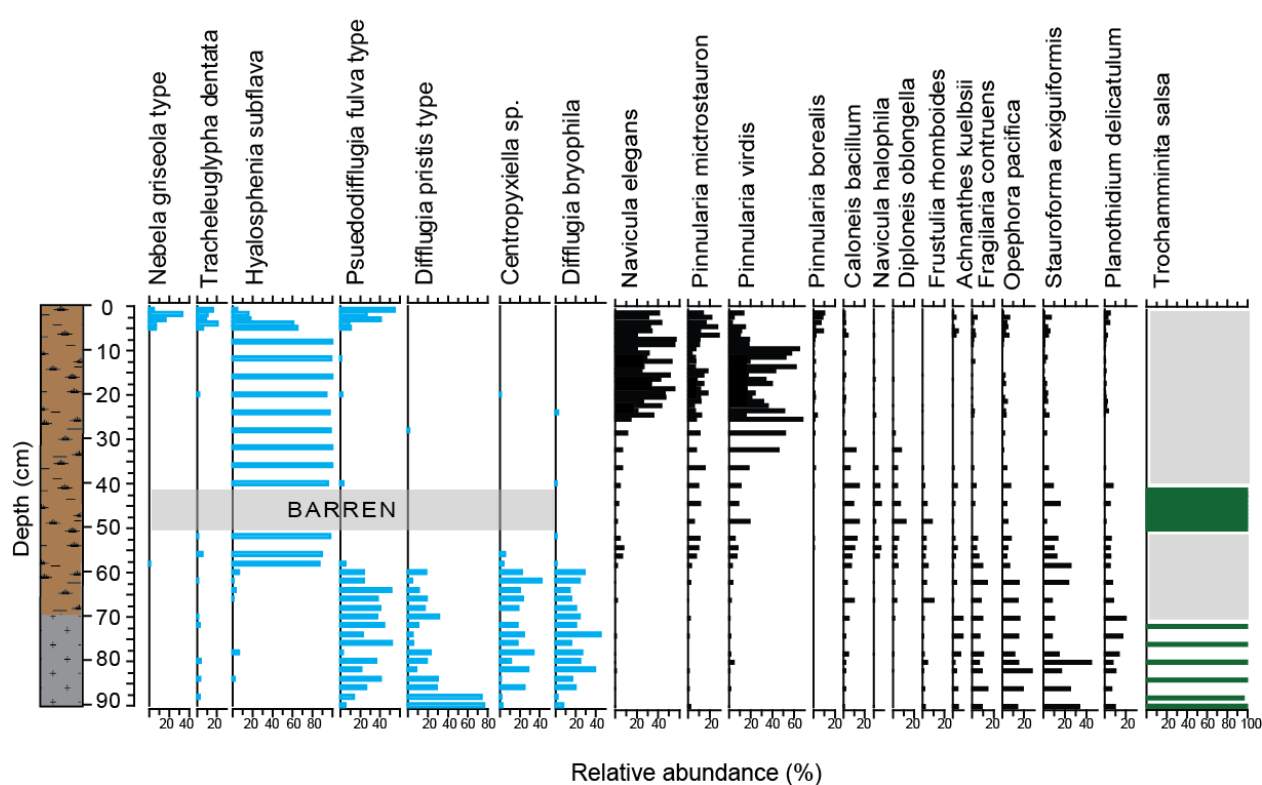 Nebela griseola type
Tracheleuglypha dentata
Hyalosphenia subflava
Psuedodifflugia fulva type
Difflugia pristis type
Centropyxiella sp.
Difflugia bryophila
Navicula elegans
Pinnularia mictrostauron
Pinnularia virdis
Pinnularia borealis
Caloneis bacillum
Navicula halophila
Diploneis oblongella
Frustulia rhomboides
Achnanthes kuelbsii
Fragilaria contruens
Opephora pacifica
Stauroforma exiguiformis
Planothidium delicatulum
Trochamminita salsa
Depth (cm)
0
10
20
30
40
50
60
70
80
90
BARREN
20 40
20
20 40 60 80
20 40
20 40 60 80
20 40
20 40
20 40
20
20 40 60
20
20
20
20
20
20
20
20
20 40
20
20 40 60 80 100
Relative abundance (%)